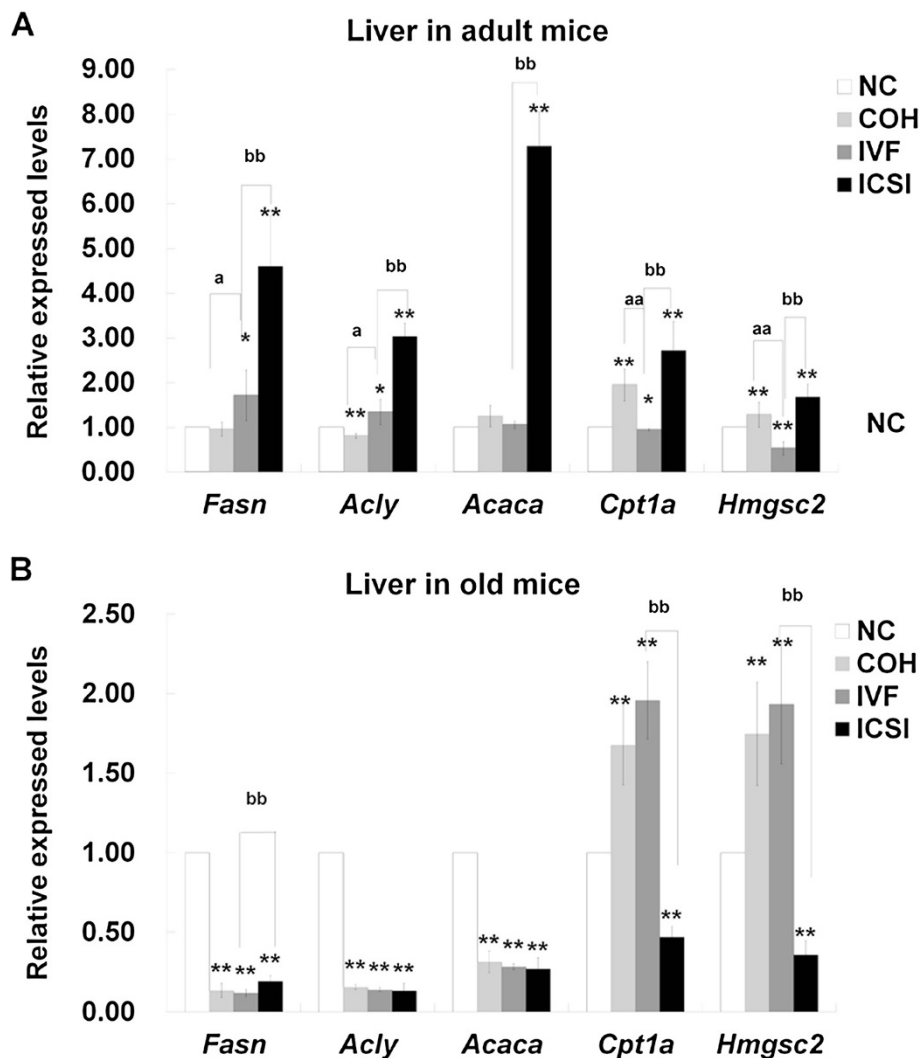 A
Liver in adult mice
9.00
8.00
7.00
6.00
5.00
4.00
3.00
2.00
1.00
0.00
Relative expressed levels
a
*
bb
**
**
a
*
bb
**
bb
**
**
aa
*
bb
**
**
aa
**
bb
**
NC
COH
IVF
ICSI
NC
Fasn Acly Acaca Cpt1a Hmgsc2
B
Liver in old mice
2.50
2.00
1.50
1.00
0.50
0.00
Relative expressed levels
bb
** ** **
** ** **
** ** **
** ** bb **
** ** bb **
NC
COH
IVF
ICSI
Fasn Acly Acaca Cpt1a Hmgsc2